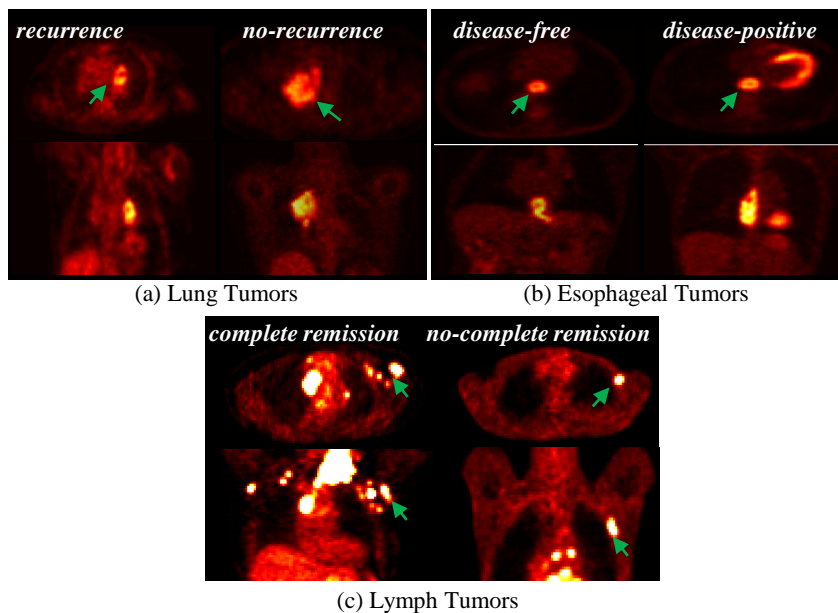 recurrence
no-recurrence
disease-free
disease-positive
(a) Lung Tumors
(b) Esophageal Tumors
complete remission
no-complete remission
(c) Lymph Tumors